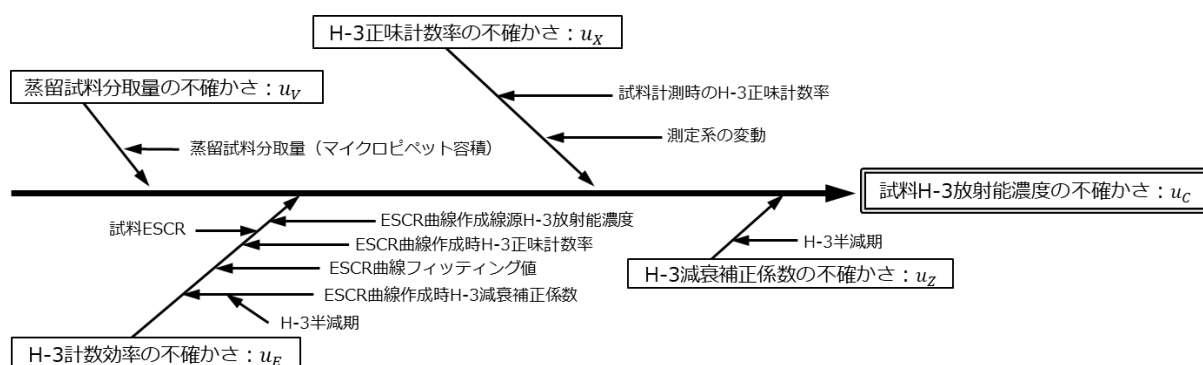 H-3正味計数率の不確かさ：u_X
蒸留試料分取量の不確かさ：u_V
試料計測時のH-3正味計数率
測定系の変動
蒸留試料分取量（マイクロピペット容積）
試料H-3放射能濃度の不確かさ：u_C
試料ESCR
ESCR曲線作成線源H-3放射能濃度
ESCR曲線作成時H-3正味計数率
ESCR曲線フィッティング値
ESCR曲線作成時H-3減衰補正係数
H-3半減期
H-3半減期
H-3減衰補正係数の不確かさ：u_Z
H-3計数効率の不確かさ：u_E